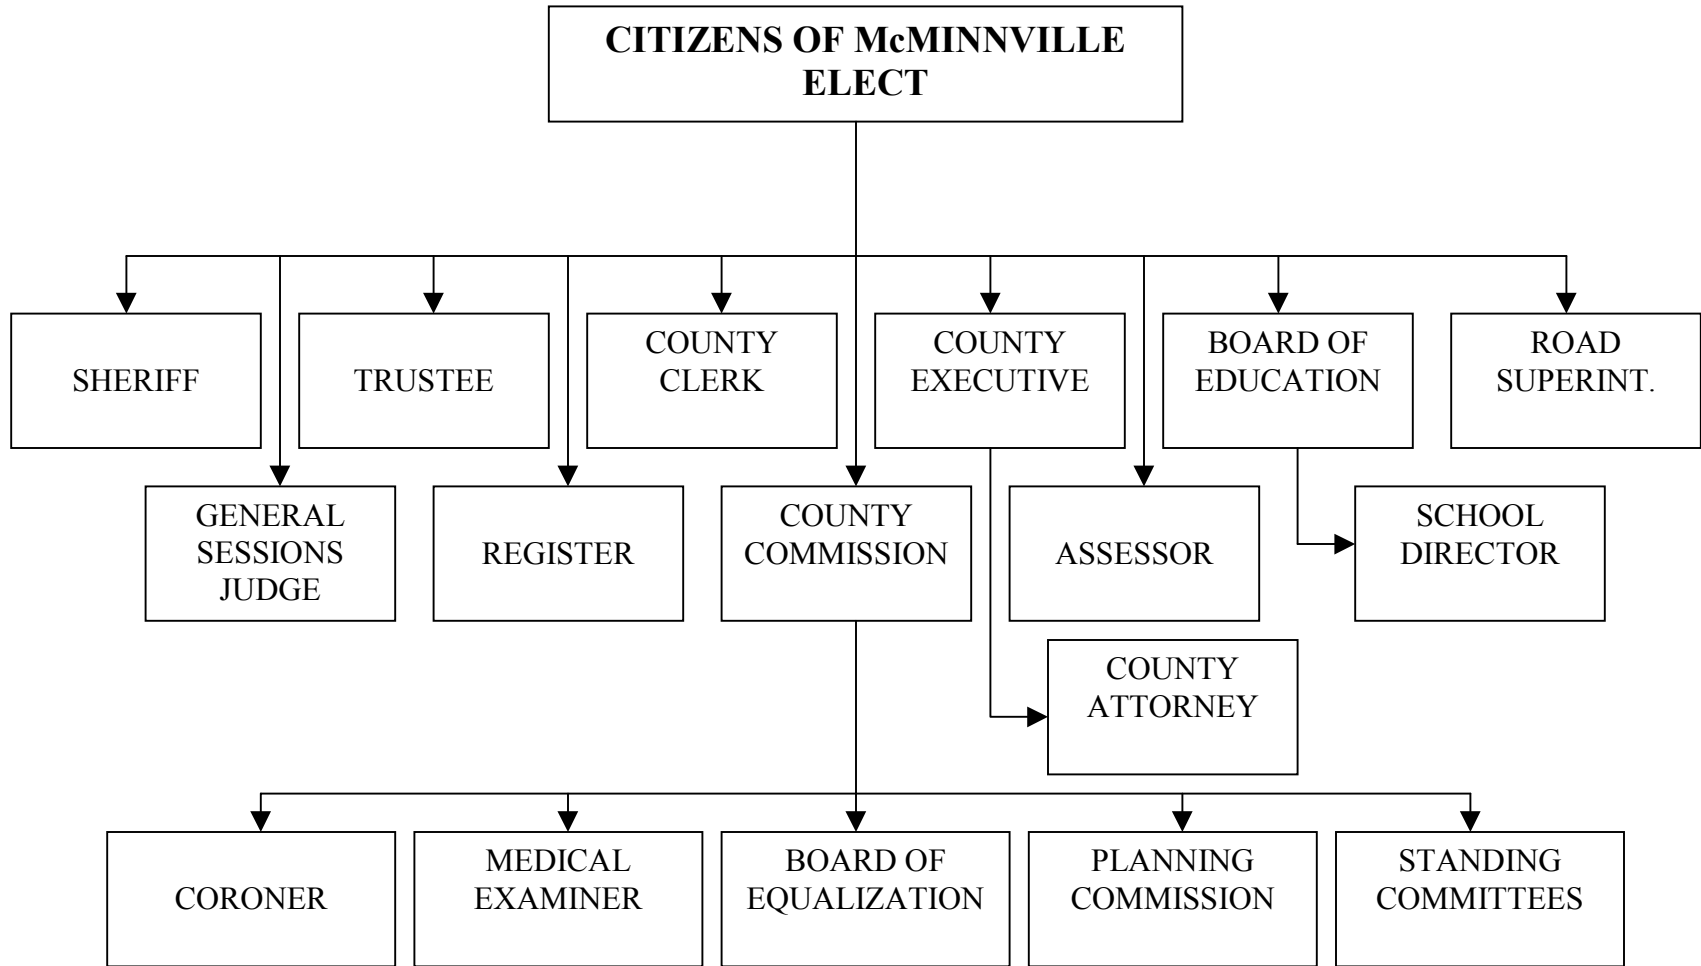 CITIZENS OF McMINNVILLE
ELECT
SHERIFF
TRUSTEE
COUNTY
CLERK
COUNTY
EXECUTIVE
BOARD OF
EDUCATION
ROAD
SUPERINT.
GENERAL
SESSIONS
JUDGE
REGISTER
COUNTY
COMMISSION
ASSESSOR
SCHOOL
DIRECTOR
COUNTY
ATTORNEY
CORONER
MEDICAL
EXAMINER
BOARD OF
EQUALIZATION
PLANNING
COMMISSION
STANDING
COMMITTEES